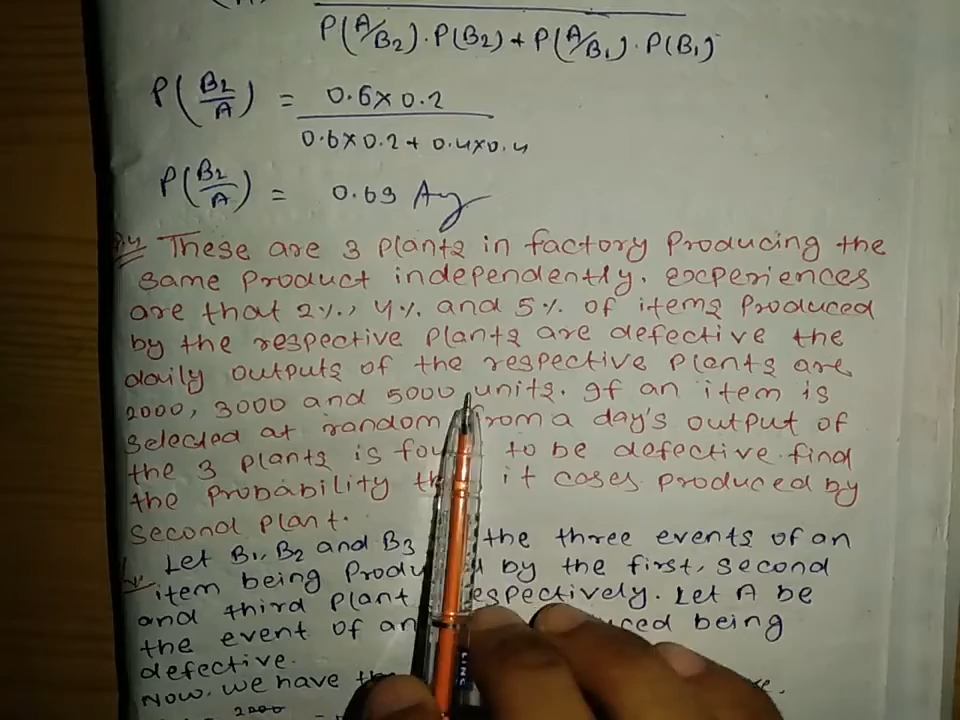 P(A/B2).P(B2) + P(A/B1).P(B1)
P(B2/A) = 0.6×0.2
0.6×0.2 + 0.4×0.4
P(B2/A) = 0.69
These are 3 Plants in factory Producing the
same Product independently. experiences
are that 2%, 4% and 5% of items Produced
by the respective Plants are defective the
daily outputs of the respective Plants are
2000, 3000 and 5000 units. If an item is
selected at random from a day's output of
the 3 plants is to be defective find
the Probability it cases produced by
second Plant.
Let B1, B2 and B3 the three events of an
item being by the first, second
and third Plant respectively. Let A be
the event of an being
defective.
Now, we have
2000